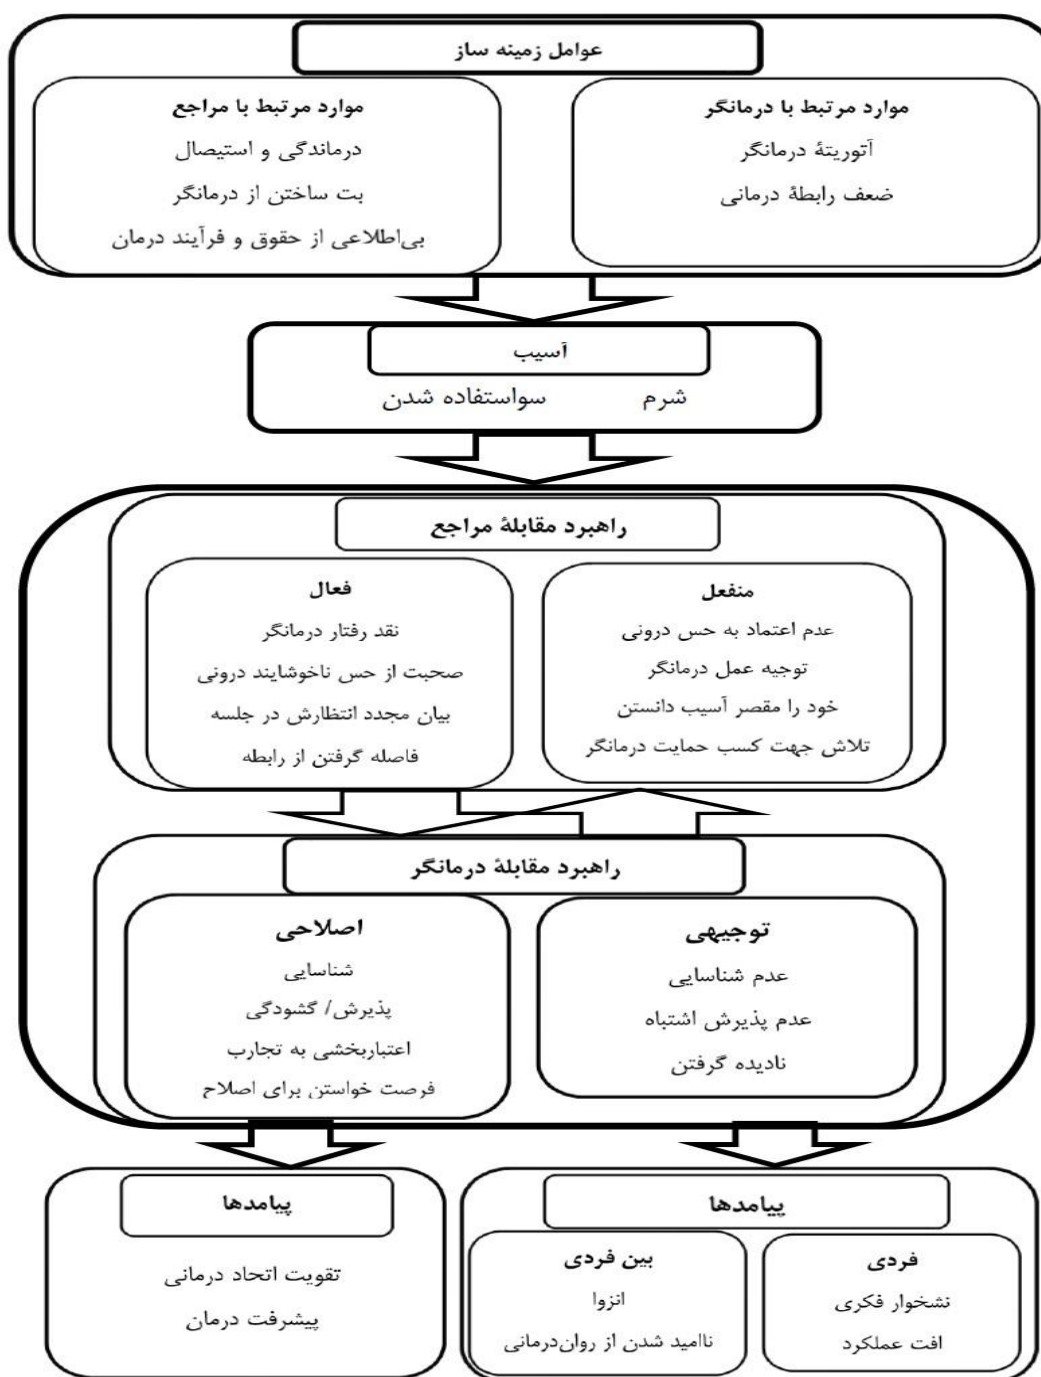 عوامل زمینه ساز
موارد مرتبط با درمانگر
آتوریتهٔ درمانگر
ضعف رابطهٔ درمانی
موارد مرتبط با مراجع
درماندگی و استیصال
بت ساختن از درمانگر
بی‌اطلاعی از حقوق و فرآیند درمان
آسیب
شرم سواستفاده شدن
راهبرد مقابلهٔ مراجع
منفعل
عدم اعتماد به حس درونی
توجیه عمل درمانگر
خود را مقصر آسیب دانستن
تلاش جهت کسب حمایت درمانگر
فعال
نقد رفتار درمانگر
صحبت از حس ناخوشایند درونی
بیان مجدد انتظارش در جلسه
فاصله گرفتن از رابطه
راهبرد مقابلهٔ درمانگر
توجیهی
عدم شناسایی
عدم پذیرش اشتباه
نادیده گرفتن
اصلاحی
شناسایی
پذیرش/ گشودگی
اعتباربخشی به تجارب
فرصت خواستن برای اصلاح
پیامدها
فردی
نشخوار فکری
افت عملکرد
بین فردی
انزوا
ناامید شدن از روان‌درمانی
پیامدها
تقویت اتحاد درمانی
پیشرفت درمان